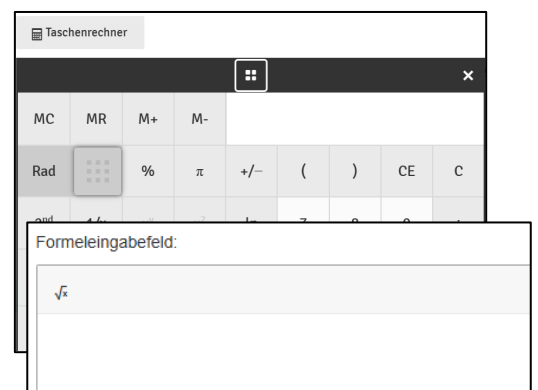 Taschenrechner
MC MR M+ M-
Rad % π +/− ( ) CE C
Formeleingabefeld:
√x